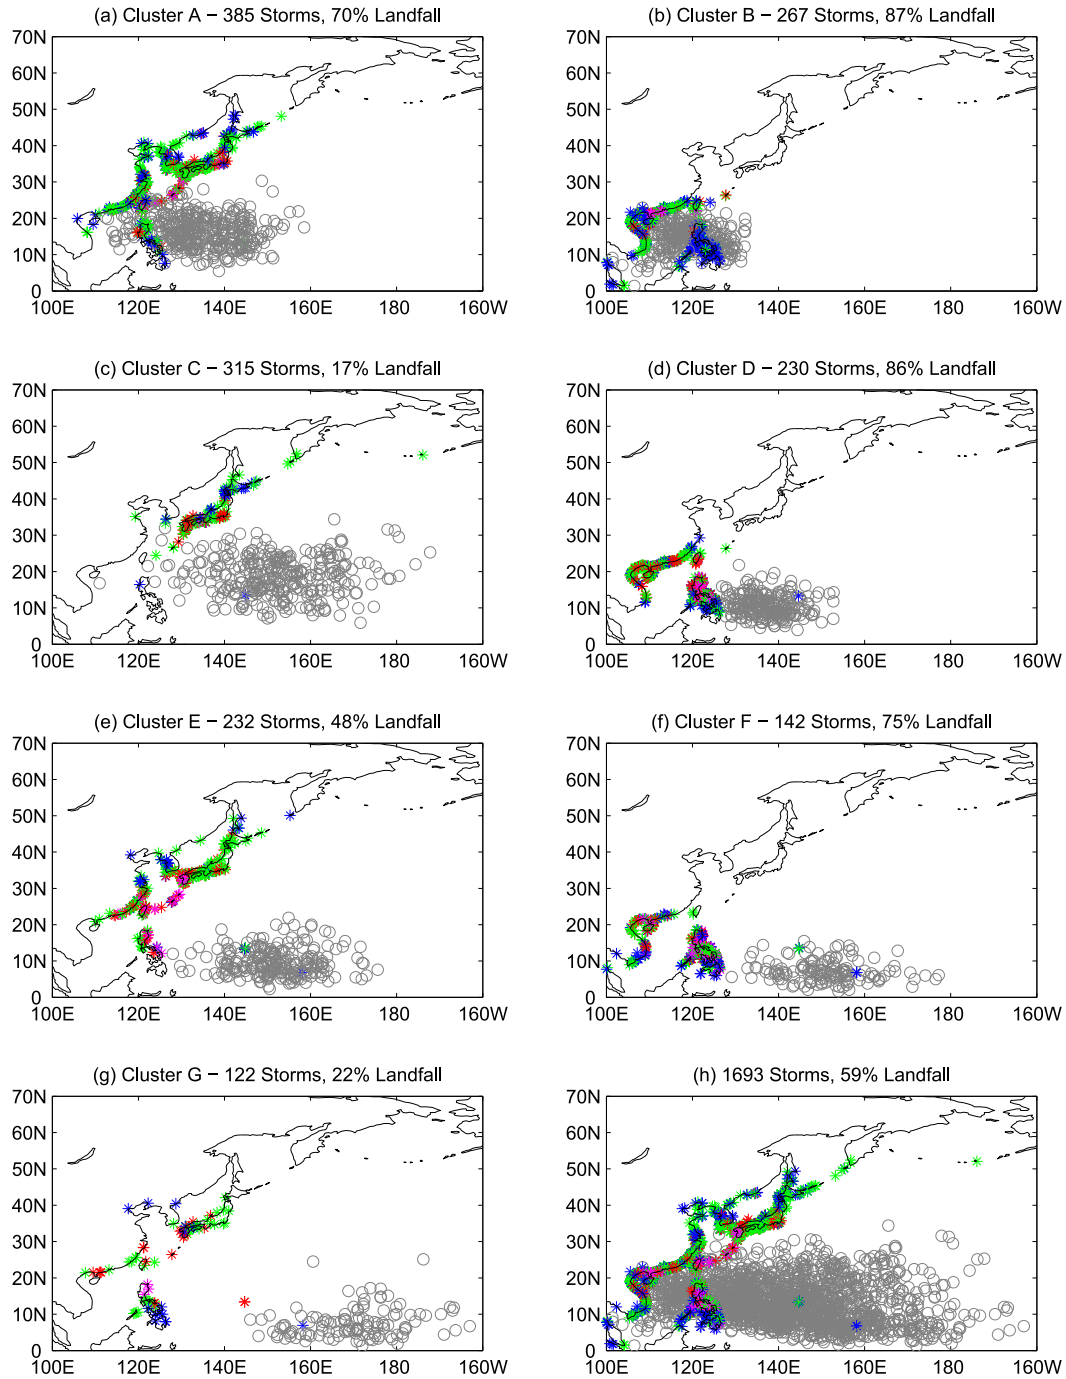 (a) Cluster A − 385 Storms, 70% Landfall
70N
60N
50N
40N
30N
20N
10N
0
100E 120E 140E 160E 180 160W
(b) Cluster B − 267 Storms, 87% Landfall
70N
60N
50N
40N
30N
20N
10N
0
100E 120E 140E 160E 180 160W
(c) Cluster C − 315 Storms, 17% Landfall
70N
60N
50N
40N
30N
20N
10N
0
100E 120E 140E 160E 180 160W
(d) Cluster D − 230 Storms, 86% Landfall
70N
60N
50N
40N
30N
20N
10N
0
100E 120E 140E 160E 180 160W
(e) Cluster E − 232 Storms, 48% Landfall
70N
60N
50N
40N
30N
20N
10N
0
100E 120E 140E 160E 180 160W
(f) Cluster F − 142 Storms, 75% Landfall
70N
60N
50N
40N
30N
20N
10N
0
100E 120E 140E 160E 180 160W
(g) Cluster G − 122 Storms, 22% Landfall
70N
60N
50N
40N
30N
20N
10N
0
100E 120E 140E 160E 180 160W
(h) 1693 Storms, 59% Landfall
70N
60N
50N
40N
30N
20N
10N
0
100E 120E 140E 160E 180 160W